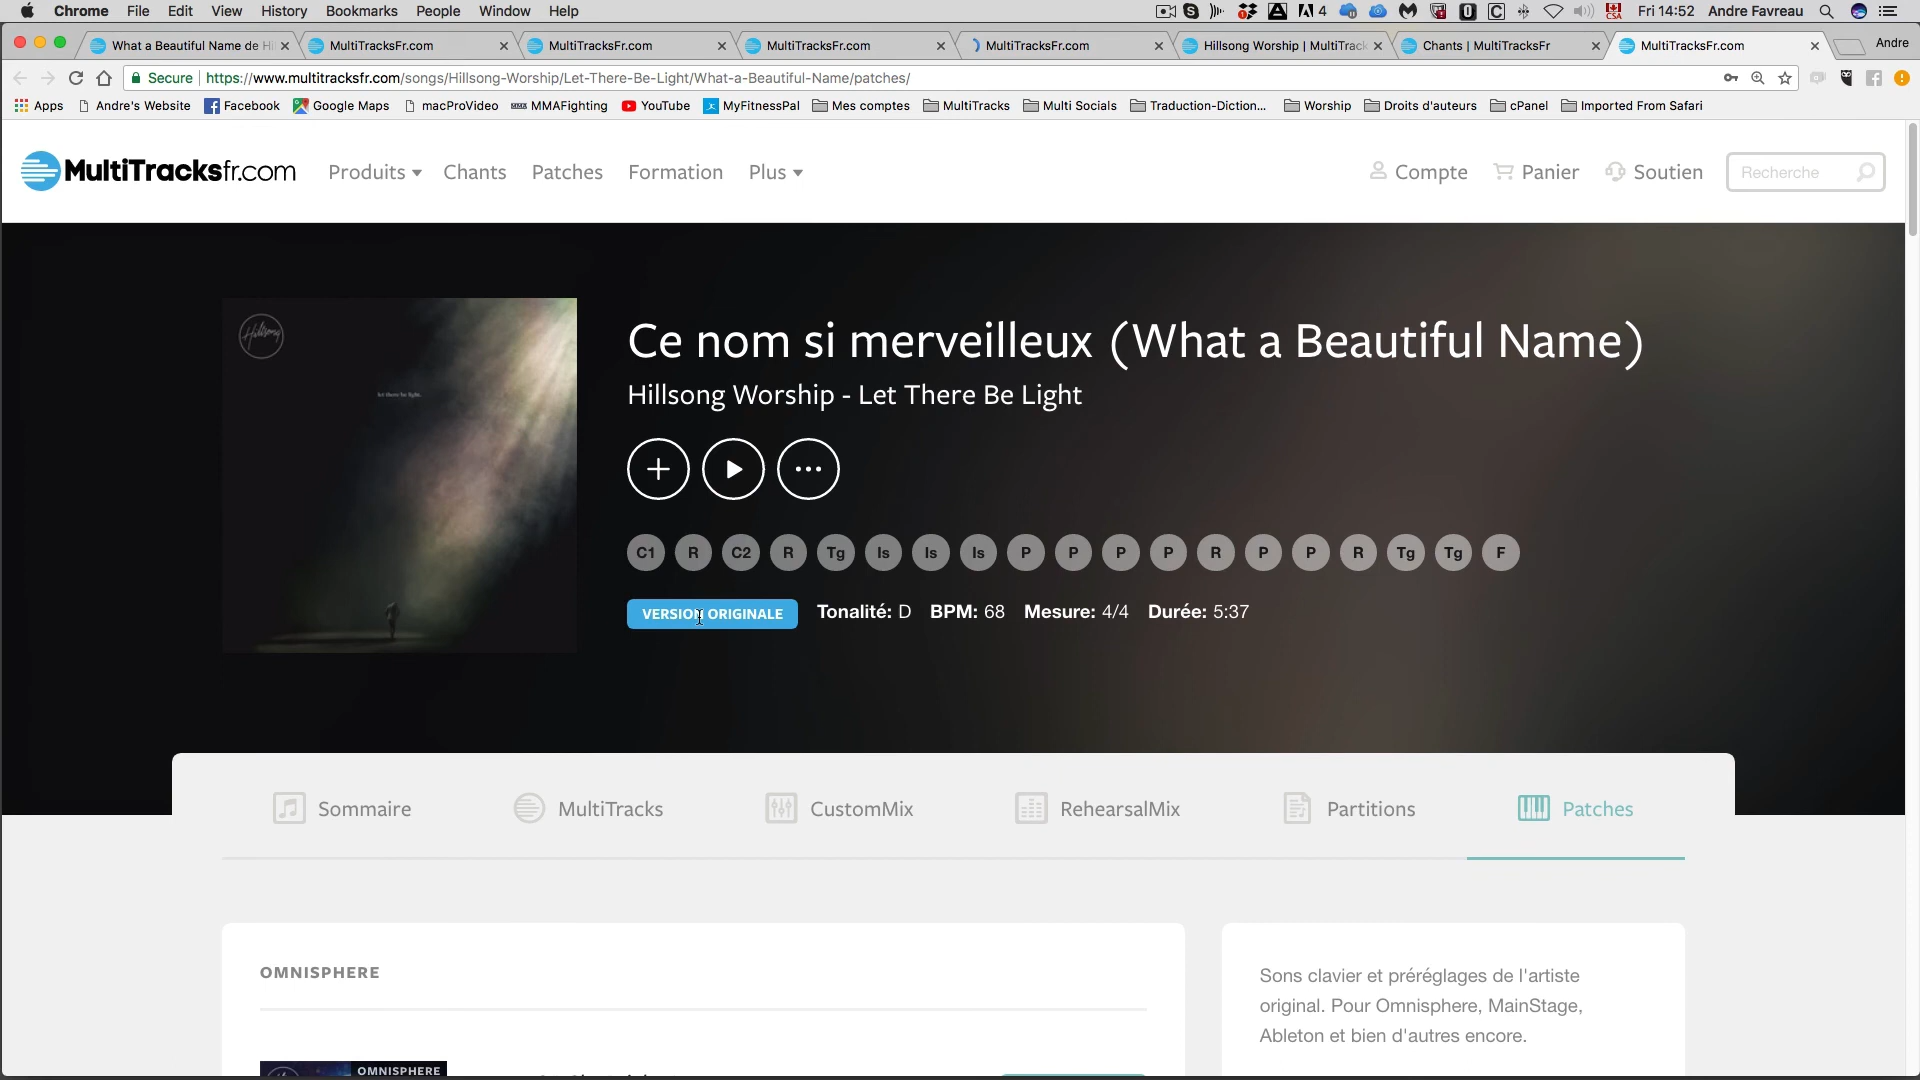 Chrome File Edit View History Bookmarks People Window Help 4 Fri 14:52 Andre Favreau
What a Beautiful Name de Hi MultiTracksFr.com MultiTracksFr.com MultiTracksFr.com MultiTracksFr.com Hillsong Worship | MultiTrack Chants | MultiTracksFr MultiTracksFr.com Andre
Secure https://www.multitracksfr.com/songs/Hillsong-Worship/Let-There-Be-Light/What-a-Beautiful-Name/patches/
Apps Andre's Website Facebook Google Maps macProVideo MMAFighting YouTube MyFitnessPal Mes comptes MultiTracks Multi Socials Traduction-Diction... Worship Droits d'auteurs cPanel Imported From Safari
MultiTracksfr.com Produits Chants Patches Formation Plus Compte Panier Soutien Recherche
Hillsong
let there be light.
Ce nom si merveilleux (What a Beautiful Name)
Hillsong Worship - Let There Be Light
C1 R C2 R Tg Is Is Is P P P P R P P R Tg Tg F
VERSION ORIGINALE Tonalité: D BPM: 68 Mesure: 4/4 Durée: 5:37
Sommaire MultiTracks CustomMix RehearsalMix Partitions Patches
OMNISPHERE
Sons clavier et préréglages de l'artiste
original. Pour Omnisphere, MainStage,
Ableton et bien d'autres encore.
OMNISPHERE